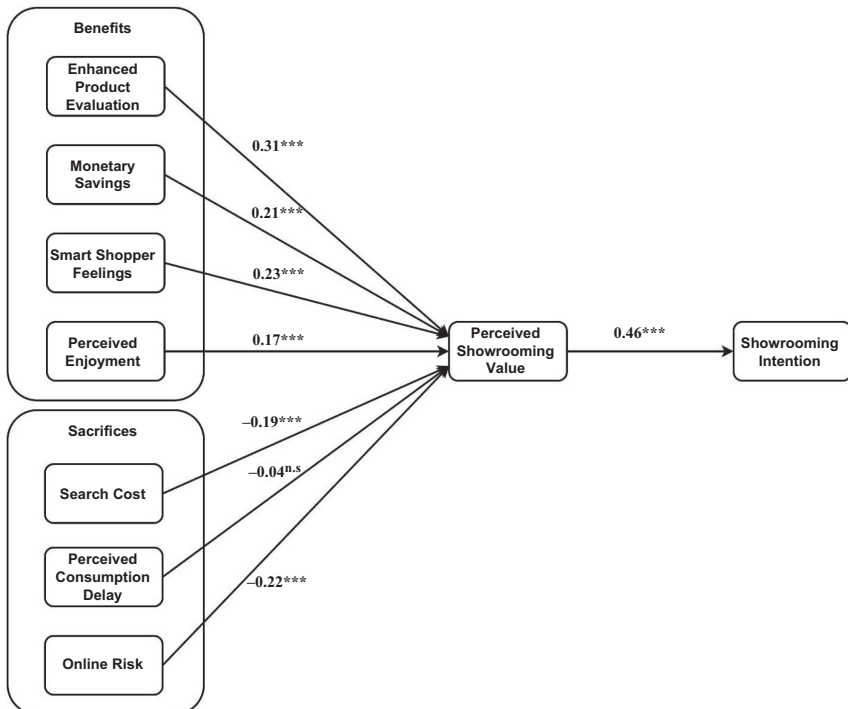 Benefits
Enhanced
Product
Evaluation
0.31***
Monetary
Savings
0.21***
Smart Shopper
Feelings
0.23***
Perceived
Enjoyment
0.17***
Perceived
Showrooming
Value
0.46***
Showrooming
Intention
Sacrifices
–0.19***
Search Cost
–0.04n.s
Perceived
Consumption
Delay
–0.22***
Online Risk